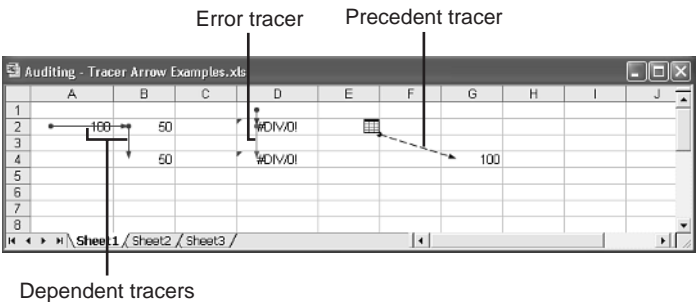 Error tracer
Precedent tracer
Auditing - Tracer Arrow Examples.xls
A B C D E F G H I J
1
2 100 50 #DIV/0!
3
4 50 #DIV/0! 100
5
6
7
8
Sheet1 Sheet2 Sheet3
Dependent tracers